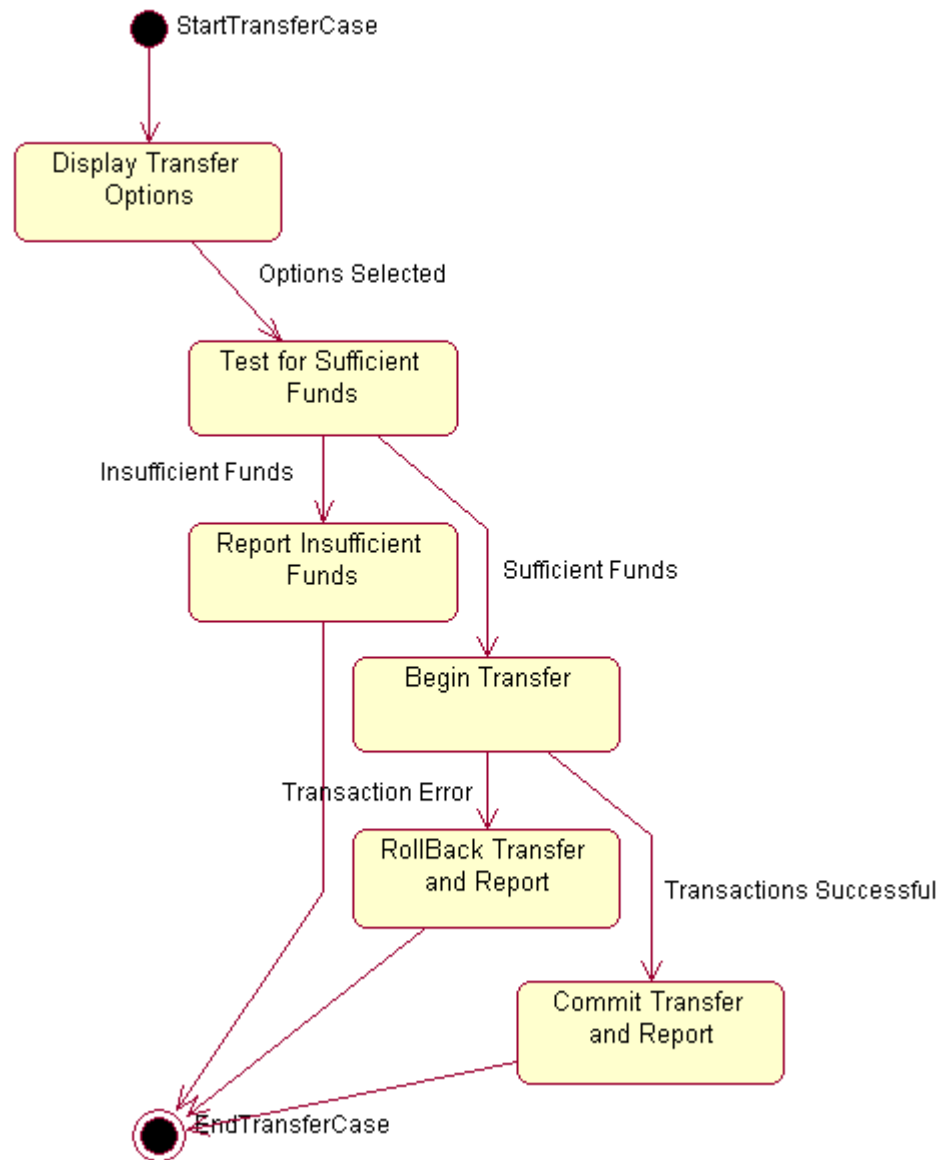 StartTransferCase
Display Transfer
Options
Options Selected
Test for Sufficient
Funds
Insufficient Funds
Report Insufficient
Funds
Sufficient Funds
Begin Transfer
Transaction Error
RollBack Transfer
and Report
Transactions Successful
Commit Transfer
and Report
EndTransferCase